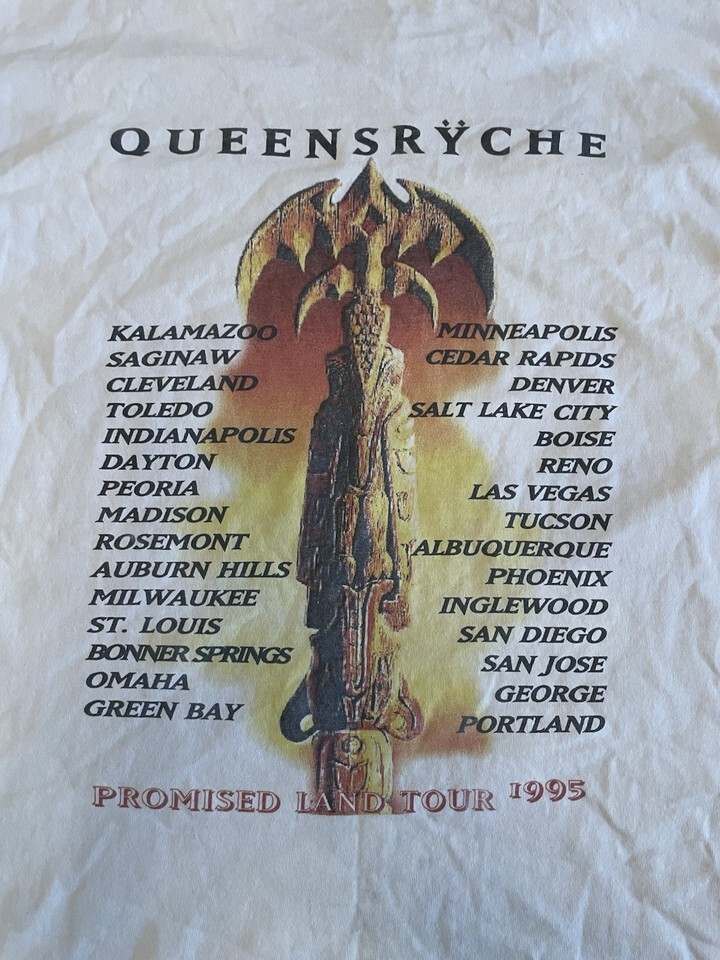 QUEENSRŸCHE
KALAMAZOO
SAGINAW
CLEVELAND
TOLEDO
INDIANAPOLIS
DAYTON
PEORIA
MADISON
ROSEMONT
AUBURN HILLS
MILWAUKEE
ST. LOUIS
BONNER SPRINGS
OMAHA
GREEN BAY
MINNEAPOLIS
CEDAR RAPIDS
DENVER
SALT LAKE CITY
BOISE
RENO
LAS VEGAS
TUCSON
ALBUQUERQUE
PHOENIX
INGLEWOOD
SAN DIEGO
SAN JOSE
GEORGE
PORTLAND
PROMISED LAND TOUR 1995